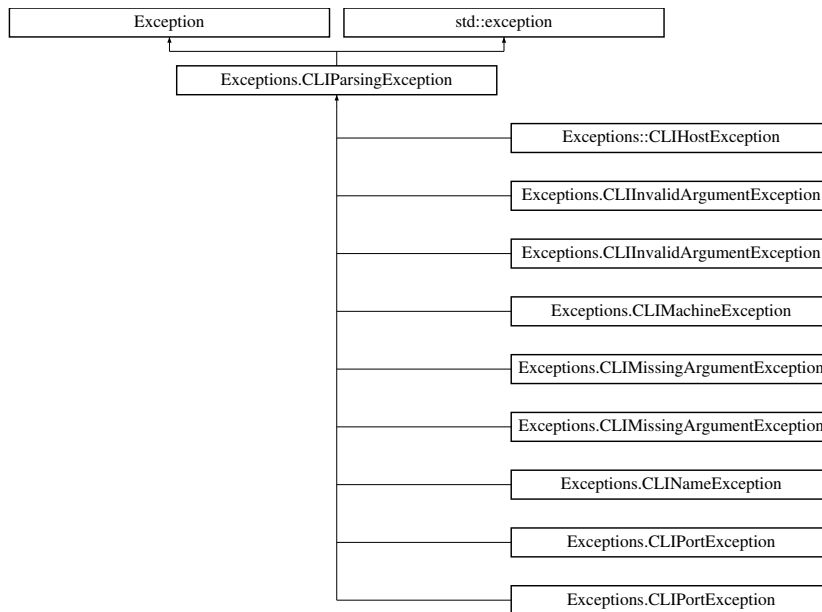 Exception
std::exception
Exceptions.CLIParsingException
Exceptions::CLIHostException
Exceptions.CLIInvalidArgumentException
Exceptions.CLIInvalidArgumentException
Exceptions.CLIMachineException
Exceptions.CLIMissingArgumentException
Exceptions.CLIMissingArgumentException
Exceptions.CLINameException
Exceptions.CLIPortException
Exceptions.CLIPortException